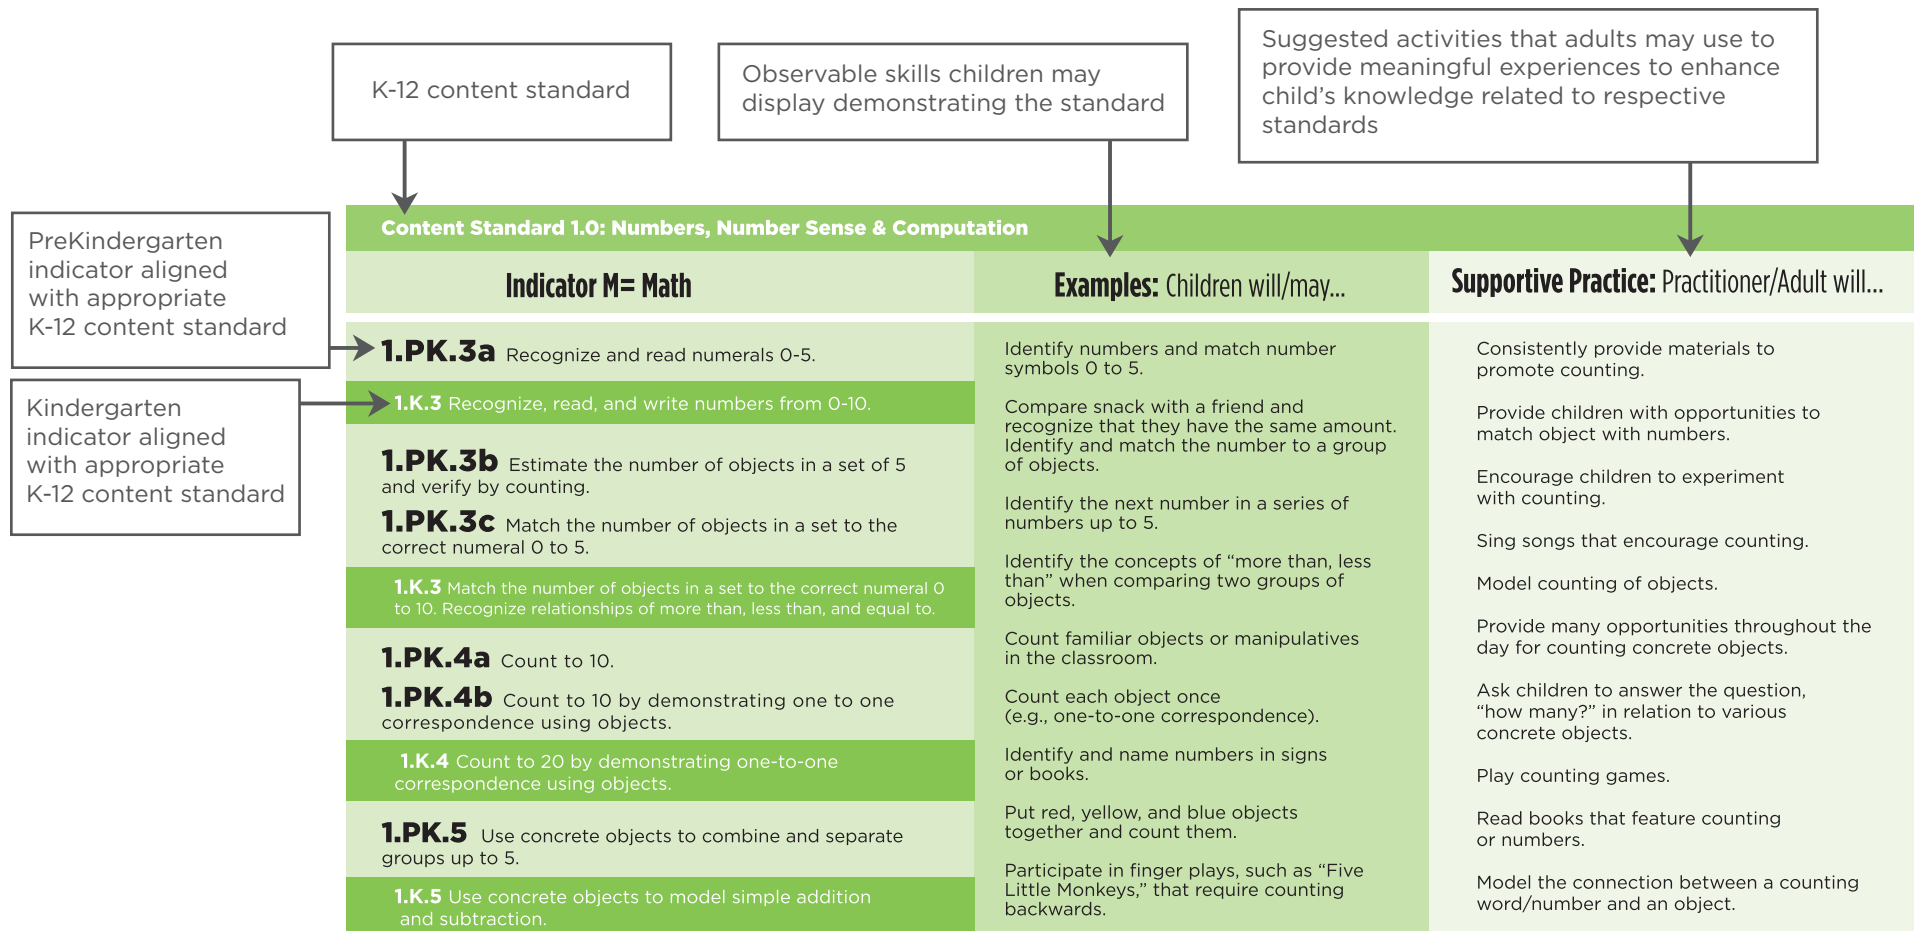 K-12 content standard
Observable skills children may
display demonstrating the standard
Suggested activities that adults may use to
provide meaningful experiences to enhance
child’s knowledge related to respective
standards
PreKindergarten
indicator aligned
with appropriate
K-12 content standard
Kindergarten
indicator aligned
with appropriate
K-12 content standard
Content Standard 1.0: Numbers, Number Sense & Computation
Indicator M= Math
1.PK.3a Recognize and read numerals 0-5.
1.K.3 Recognize, read, and write numbers from 0-10.
1.PK.3b Estimate the number of objects in a set of 5
and verify by counting.
1.PK.3c Match the number of objects in a set to the
correct numeral 0 to 5.
1.K.3 Match the number of objects in a set to the correct numeral 0
to 10. Recognize relationships of more than, less than, and equal to.
1.PK.4a Count to 10.
1.PK.4b Count to 10 by demonstrating one to one
correspondence using objects.
1.K.4 Count to 20 by demonstrating one-to-one
correspondence using objects.
1.PK.5 Use concrete objects to combine and separate
groups up to 5.
1.K.5 Use concrete objects to model simple addition
and subtraction.
Examples: Children will/may...
Identify numbers and match number
symbols 0 to 5.
Compare snack with a friend and
recognize that they have the same amount.
Identify and match the number to a group
of objects.
Identify the next number in a series of
numbers up to 5.
Identify the concepts of “more than, less
than” when comparing two groups of
objects.
Count familiar objects or manipulatives
in the classroom.
Count each object once
(e.g., one-to-one correspondence).
Identify and name numbers in signs
or books.
Put red, yellow, and blue objects
together and count them.
Participate in finger plays, such as “Five
Little Monkeys,” that require counting
backwards.
Supportive Practice: Practitioner/Adult will...
Consistently provide materials to
promote counting.
Provide children with opportunities to
match object with numbers.
Encourage children to experiment
with counting.
Sing songs that encourage counting.
Model counting of objects.
Provide many opportunities throughout the
day for counting concrete objects.
Ask children to answer the question,
“how many?” in relation to various
concrete objects.
Play counting games.
Read books that feature counting
or numbers.
Model the connection between a counting
word/number and an object.